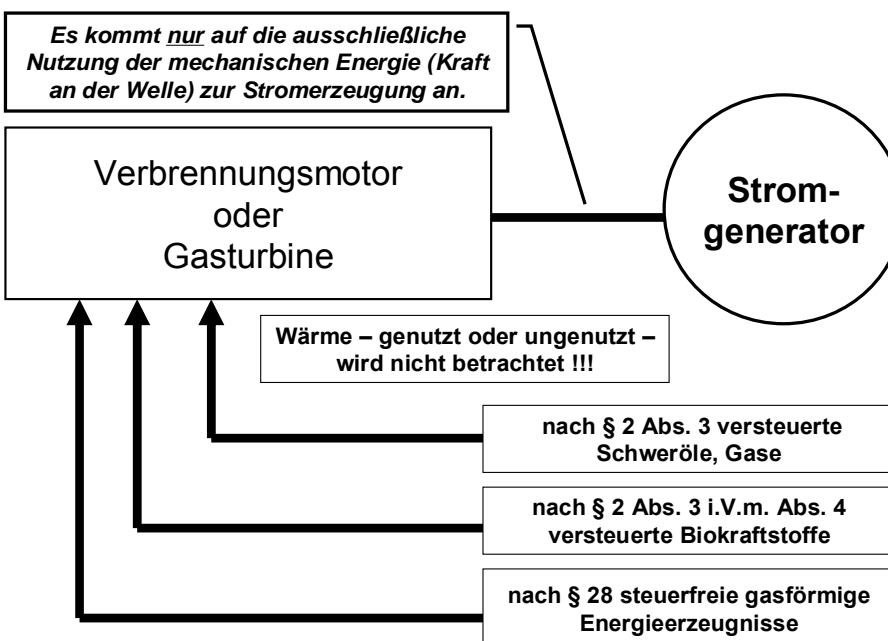 Es kommt nur auf die ausschließliche
Nutzung der mechanischen Energie (Kraft
an der Welle) zur Stromerzeugung an.
Verbrennungsmotor
oder
Gasturbine
Strom-
generator
Wärme – genutzt oder ungenutzt –
wird nicht betrachtet !!!
nach § 2 Abs. 3 versteuerte
Schweröle, Gase
nach § 2 Abs. 3 i.V.m. Abs. 4
versteuerte Biokraftstoffe
nach § 28 steuerfreie gasförmige
Energieerzeugnisse